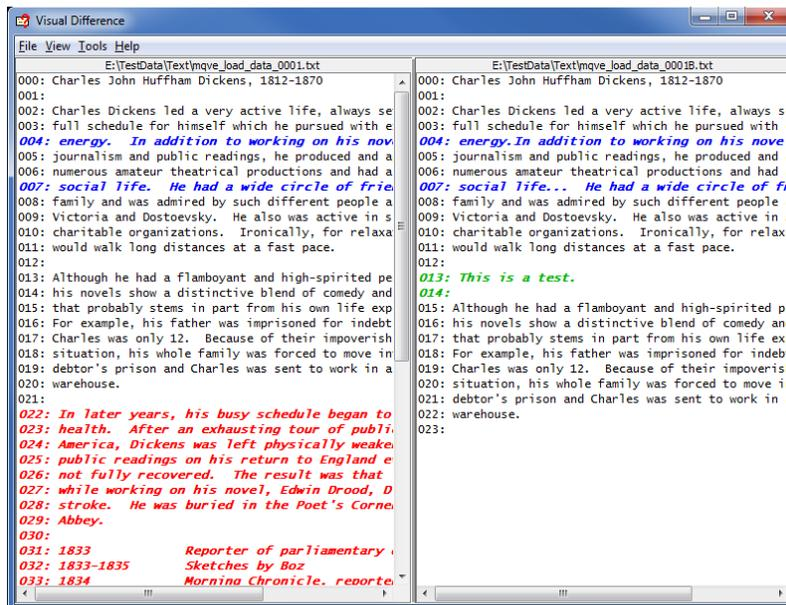 Visual Difference
File View Tools Help
E:\TestData\Text\mqve_load_data_0001.txt
000: Charles John Huffham Dickens, 1812-1870
001:
002: Charles Dickens led a very active life, always se
003: full schedule for himself which he pursued with e
004: energy.  In addition to working on his nov
005: journalism and public readings, he produced and a
006: numerous amateur theatrical productions and had a
007: social life.  He had a wide circle of frie
008: family and was admired by such different people a
009: Victoria and Dostoevsky.  He also was active in s
010: charitable organizations.  Ironically, for relaxa
011: would walk long distances at a fast pace.
012:
013: Although he had a flamboyant and high-spirited pe
014: his novels show a distinctive blend of comedy and
015: that probably stems in part from his own life exp
016: For example, his father was imprisoned for indebt
017: Charles was only 12.  Because of their impoverish
018: situation, his whole family was forced to move in
019: debtor's prison and Charles was sent to work in a
020: warehouse.
021:
022: In later years, his busy schedule began to
023: health.  After an exhausting tour of publi
024: America, Dickens was left physically weake
025: public readings on his return to England e
026: not fully recovered.  The result was that
027: while working on his novel, Edwin Drood, D
028: stroke.  He was buried in the Poet's Corne
029: Abbey.
030:
031: 1833 Reporter of parliamentary
032: 1833-1835 Sketches by Boz
033: 1834 Morning Chronicle, reporte
E:\TestData\Text\mqve_load_data_0001B.txt
000: Charles John Huffham Dickens, 1812-1870
001:
002: Charles Dickens led a very active life, always s
003: full schedule for himself which he pursued with
004: energy.In addition to working on his nove
005: journalism and public readings, he produced and
006: numerous amateur theatrical productions and had
007: social life...  He had a wide circle of fr
008: family and was admired by such different people
009: Victoria and Dostoevsky.  He also was active in
010: charitable organizations.  Ironically, for relax
011: would walk long distances at a fast pace.
012:
013: This is a test.
014:
015: Although he had a flamboyant and high-spirited p
016: his novels show a distinctive blend of comedy an
017: that probably stems in part from his own life ex
018: For example, his father was imprisoned for indeb
019: Charles was only 12.  Because of their impoveris
020: situation, his whole family was forced to move i
021: debtor's prison and Charles was sent to work in
022: warehouse.
023: